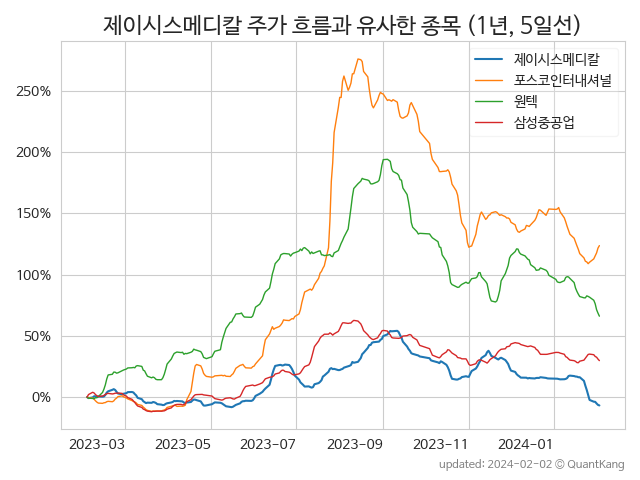 제이시스메디칼 주가 흐름과 유사한 종목 (1년, 5일선)
제이시스메디칼
포스코인터내셔널
원텍
삼성중공업
250%
200%
150%
100%
50%
0%
2023-03 2023-05 2023-07 2023-09 2023-11 2024-01
updated: 2024-02-02 © QuantKang